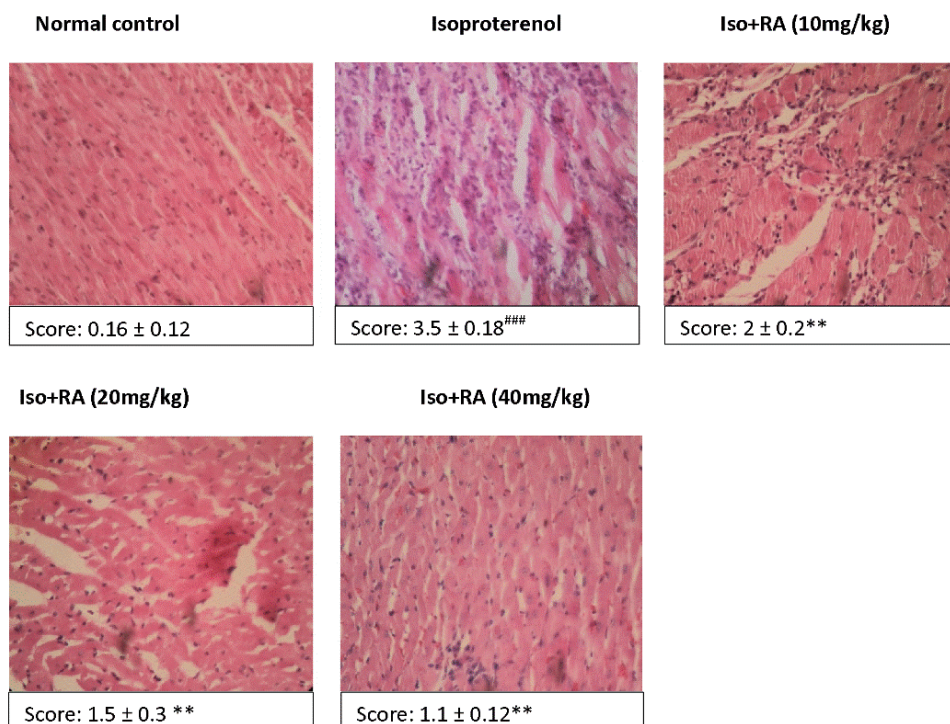 Normal control
Isoproterenol
Iso+RA (10mg/kg)
Score: 0.16 ± 0.12
Score: 3.5 ± 0.18###
Score: 2 ± 0.2**
Iso+RA (20mg/kg)
Iso+RA (40mg/kg)
Score: 1.5 ± 0.3 **
Score: 1.1 ± 0.12**